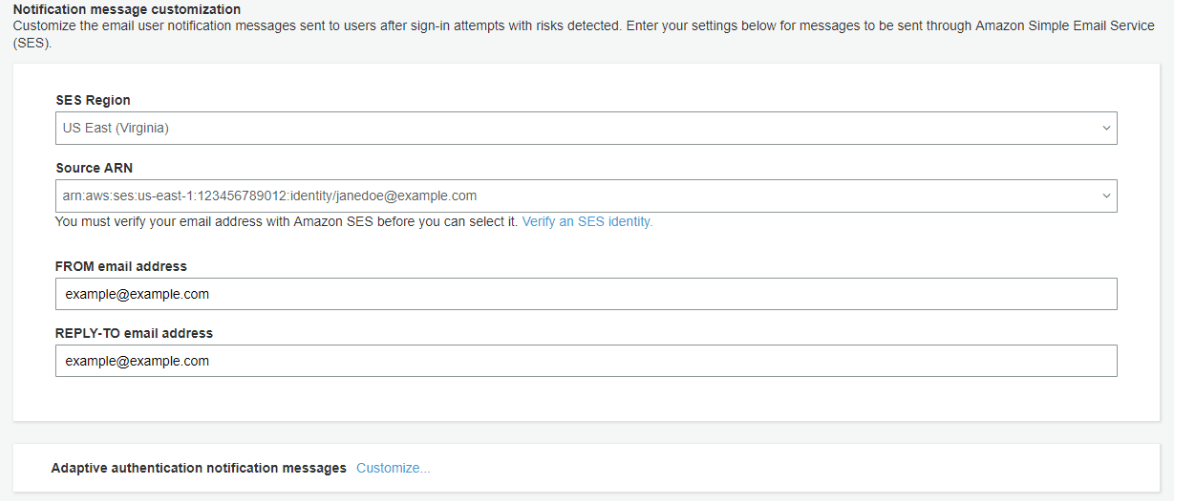 Notification message customization
Customize the email user notification messages sent to users after sign-in attempts with risks detected. Enter your settings below for messages to be sent through Amazon Simple Email Service
(SES).
SES Region
US East (Virginia)
Source ARN
arn:aws:ses:us-east-1:123456789012:identity/janedoe@example.com
You must verify your email address with Amazon SES before you can select it. Verify an SES identity.
FROM email address
example@example.com
REPLY-TO email address
example@example.com
Adaptive authentication notification messages Customize...